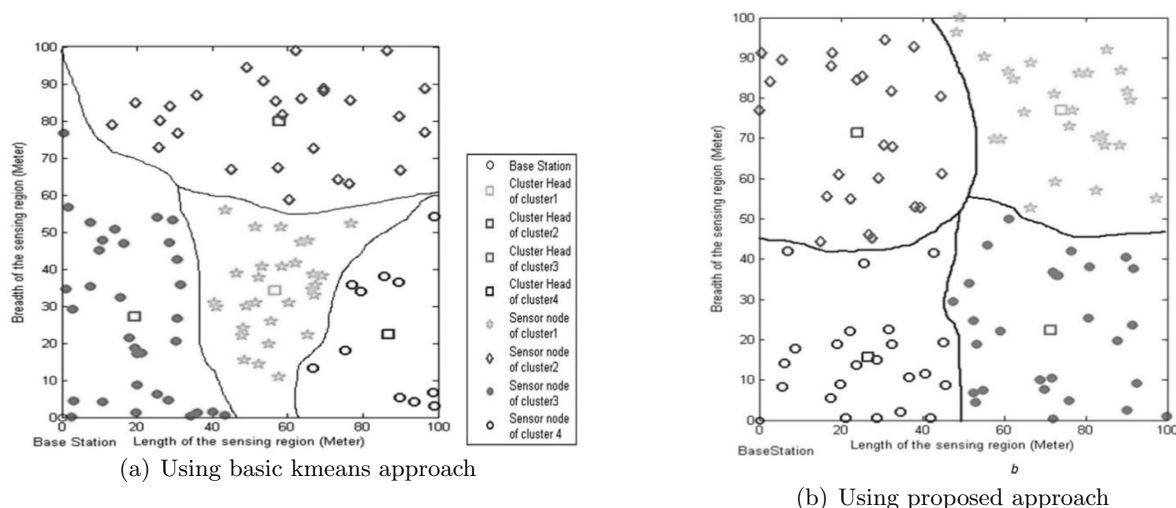 100
90
80
70
60
50
40
30
20
10
0
Breadth of the sensing region (Meter)
0
20
40
60
80
100
Base Station
Length of the sensing region (Meter)
Base Station
Cluster Head
of cluster1
Cluster Head
of cluster2
Cluster Head
of cluster3
Cluster Head
of cluster4
Sensor node
of cluster1
Sensor node
of cluster2
Sensor node
of cluster3
Sensor node
of cluster 4
(a) Using basic kmeans approach
100
90
80
70
60
50
40
30
20
10
0
Breadth of the sensing region (Meter)
0
20
40
60
80
100
Length of the sensing region (Meter)
BaseStation
b
(b) Using proposed approach